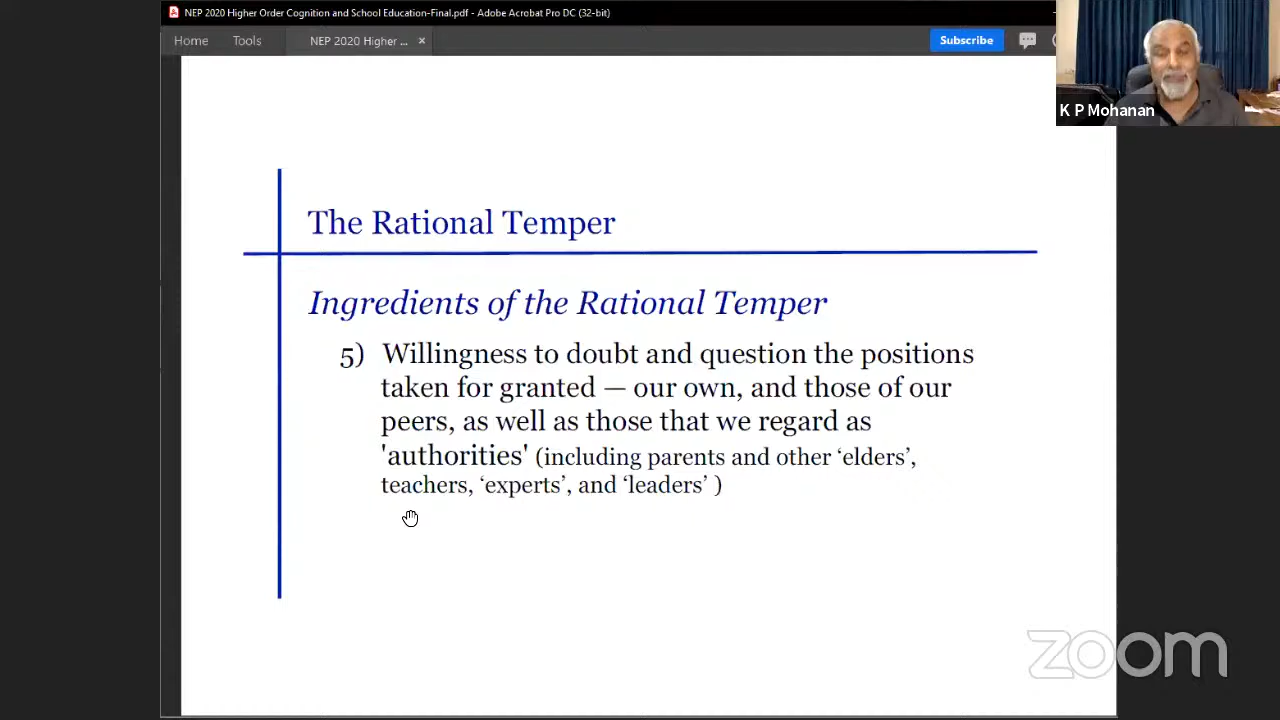 NEP 2020 Higher Order Cognition and School Education-Final.pdf - Adobe Acrobat Pro DC (32-bit)
Home Tools NEP 2020 Higher ... × Subscribe
K P Mohanan
The Rational Temper
Ingredients of the Rational Temper
5) Willingness to doubt and question the positions
taken for granted — our own, and those of our
peers, as well as those that we regard as
'authorities' (including parents and other ‘elders’,
teachers, ‘experts’, and ‘leaders’ )
zoom